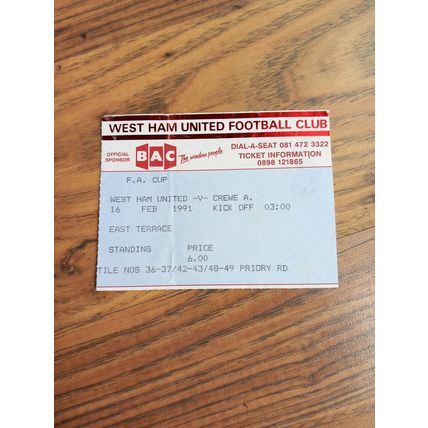 WEST HAM UNITED FOOTBALL CLUB
OFFICIAL SPONSOR BAC The window people
DIAL-A-SEAT 081 472 3322
TICKET INFORMATION
0898 121865
F.A. CUP
WEST HAM UNITED -V- CREWE A.
16 FEB 1991 KICK OFF 03:00
EAST TERRACE
STANDING PRICE
6.00
TILE NOS 36-37/42-43/48-49 PRIORY RD